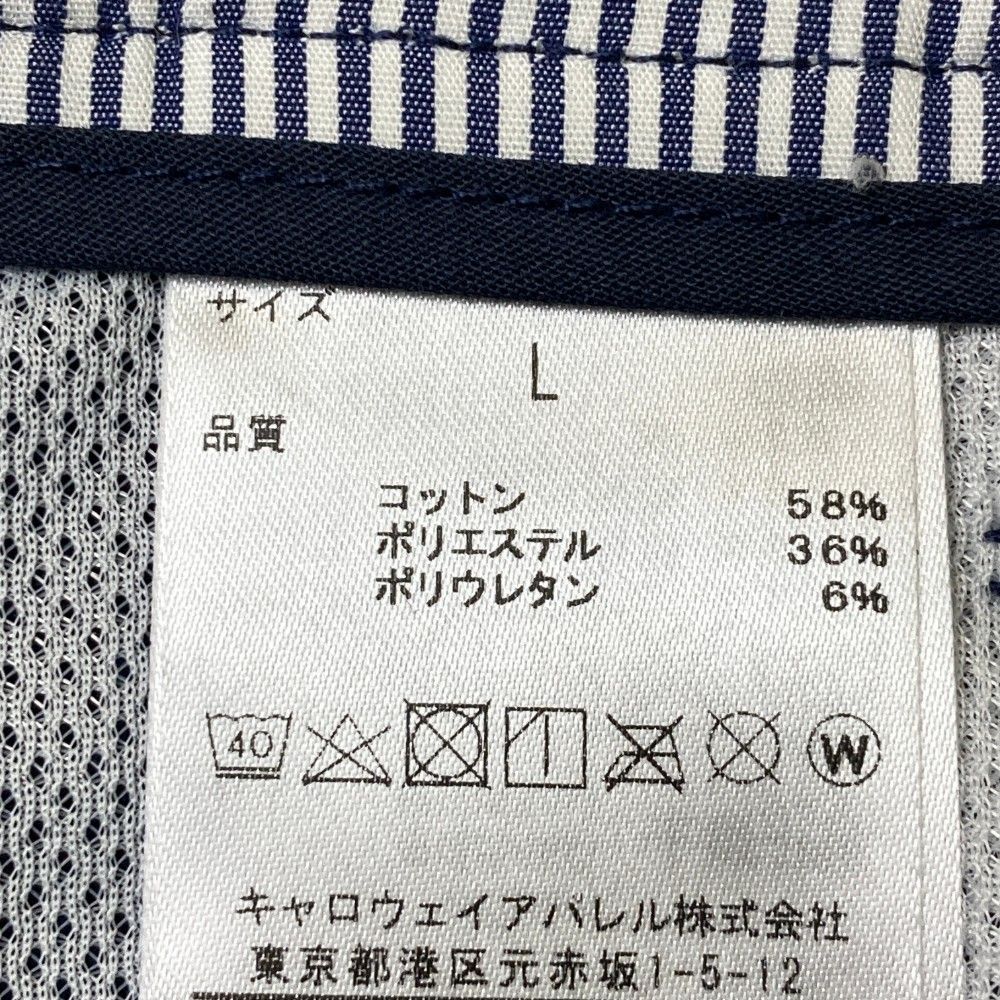 サイズ
L
品質
コットン 58%
ポリエステル 36%
ポリウレタン 6%
40 W
キャロウェイアパレル株式会社
東京都港区元赤坂1-5-12